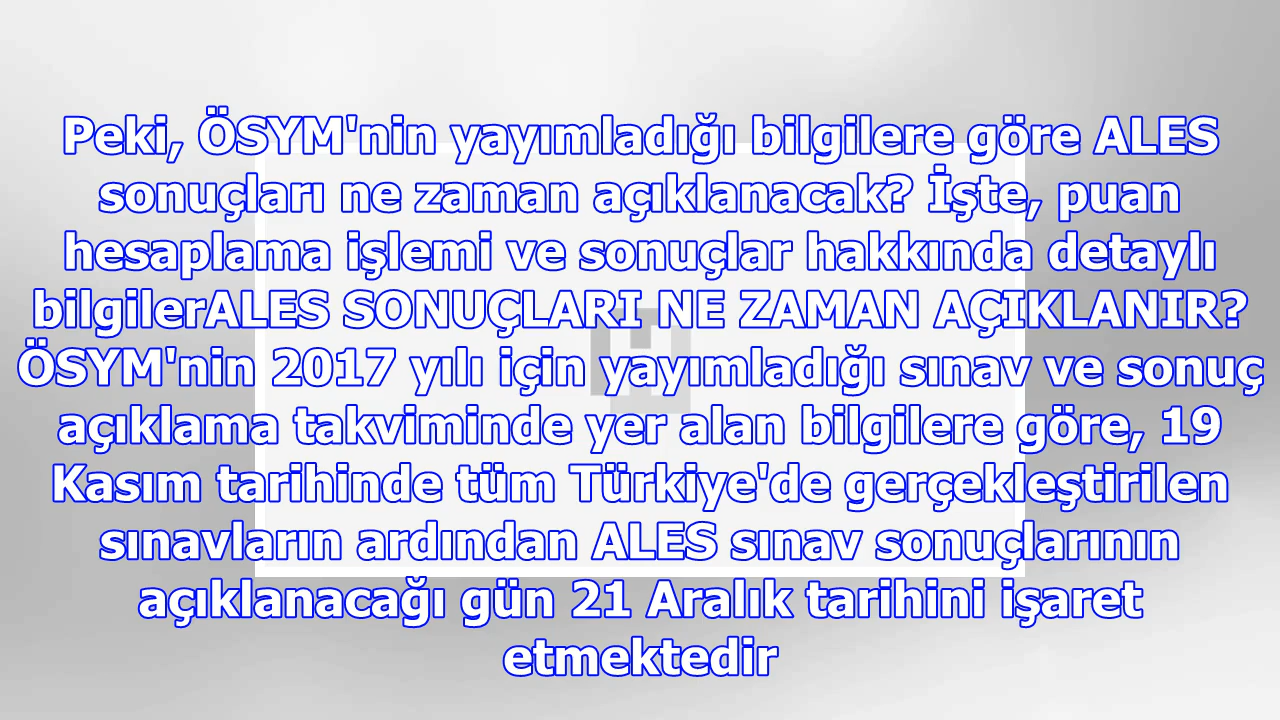 Peki, ÖSYM'nin yayımladığı bilgilere göre ALES
sonuçları ne zaman açıklanacak? İşte, puan
hesaplama işlemi ve sonuçlar hakkında detaylı
bilgilerALES SONUÇLARI NE ZAMAN AÇIKLANIR?
ÖSYM'nin 2017 yılı için yayımladığı sınav ve sonuç
açıklama takviminde yer alan bilgilere göre, 19
Kasım tarihinde tüm Türkiye'de gerçekleştirilen
sınavların ardından ALES sınav sonuçlarının
açıklanacağı gün 21 Aralık tarihini işaret
etmektedir